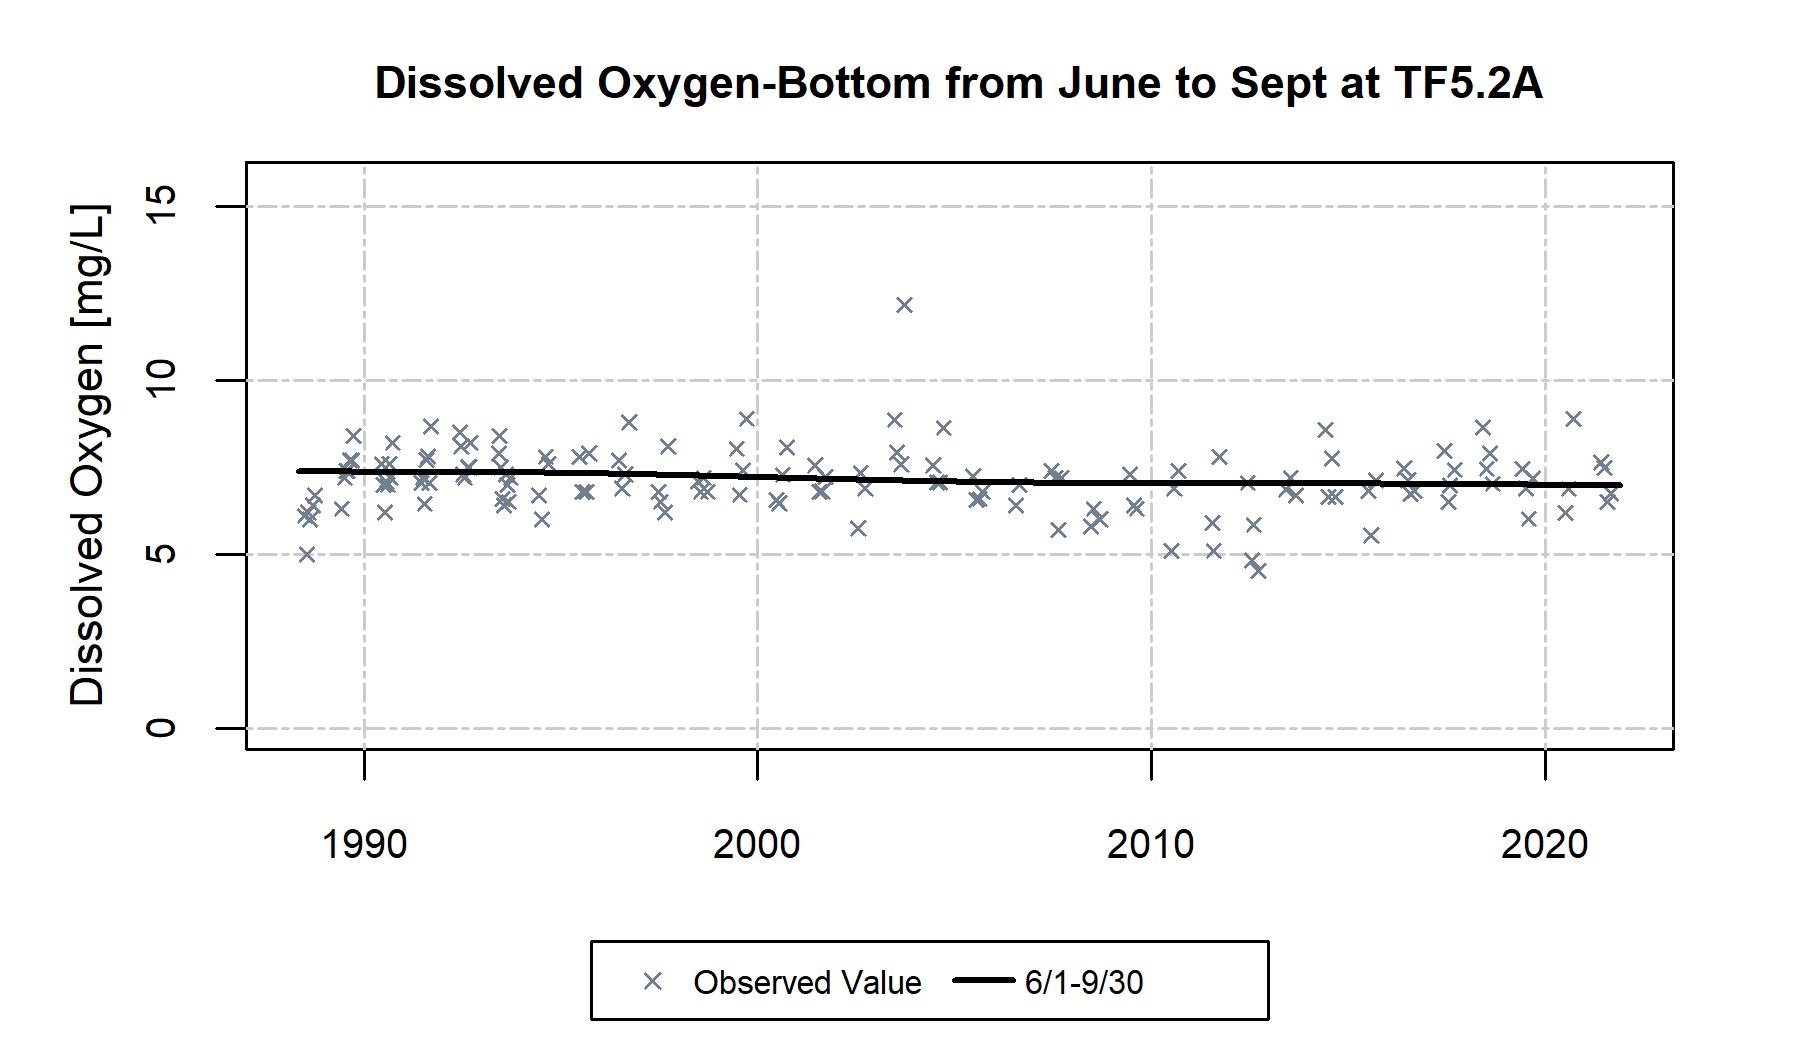 Dissolved Oxygen-Bottom from June to Sept at TF5.2A
Dissolved Oxygen [mg/L]
15
10
5
0
1990 2000 2010 2020
Observed Value 6/1-9/30